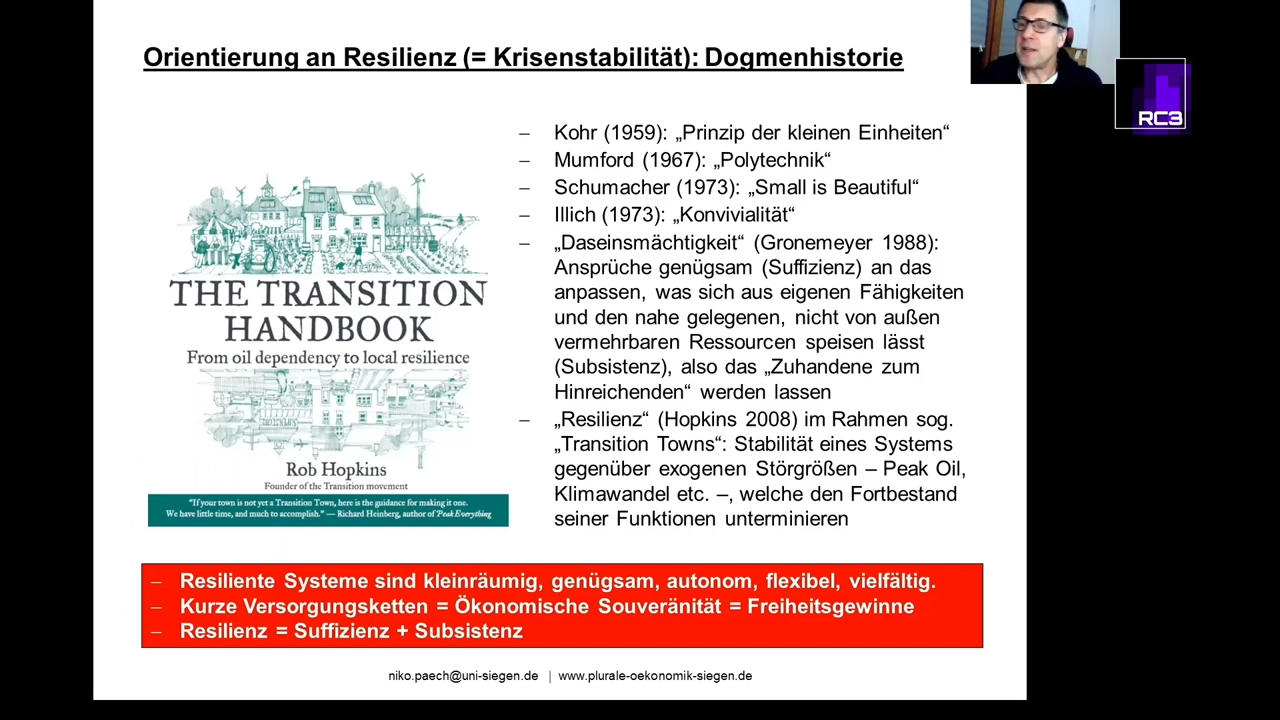 Orientierung an Resilienz (= Krisenstabilität): Dogmenhistorie
RC3
– Kohr (1959): „Prinzip der kleinen Einheiten“
– Mumford (1967): „Polytechnik“
– Schumacher (1973): „Small is Beautiful“
– Illich (1973): „Konvivialität“
– „Daseinsmächtigkeit“ (Gronemeyer 1988):
Ansprüche genügsam (Suffizienz) an das
anpassen, was sich aus eigenen Fähigkeiten
und den nahe gelegenen, nicht von außen
vermehrbaren Ressourcen speisen lässt
(Subsistenz), also das „Zuhandene zum
Hinreichenden“ werden lassen
– „Resilienz“ (Hopkins 2008) im Rahmen sog.
„Transition Towns“: Stabilität eines Systems
gegenüber exogenen Störgrößen – Peak Oil,
Klimawandel etc. –, welche den Fortbestand
seiner Funktionen unterminieren
THE TRANSITION
HANDBOOK
From oil dependency to local resilience
Rob Hopkins
Founder of the Transition movement
“If your town is not yet a Transition Town, here is the guidance for making it one.
We have little time, and much to accomplish.” — Richard Heinberg, author of Peak Everything
– Resiliente Systeme sind kleinräumig, genügsam, autonom, flexibel, vielfältig.
– Kurze Versorgungsketten = Ökonomische Souveränität = Freiheitsgewinne
– Resilienz = Suffizienz + Subsistenz
niko.paech@uni-siegen.de | www.plurale-oekonomik-siegen.de